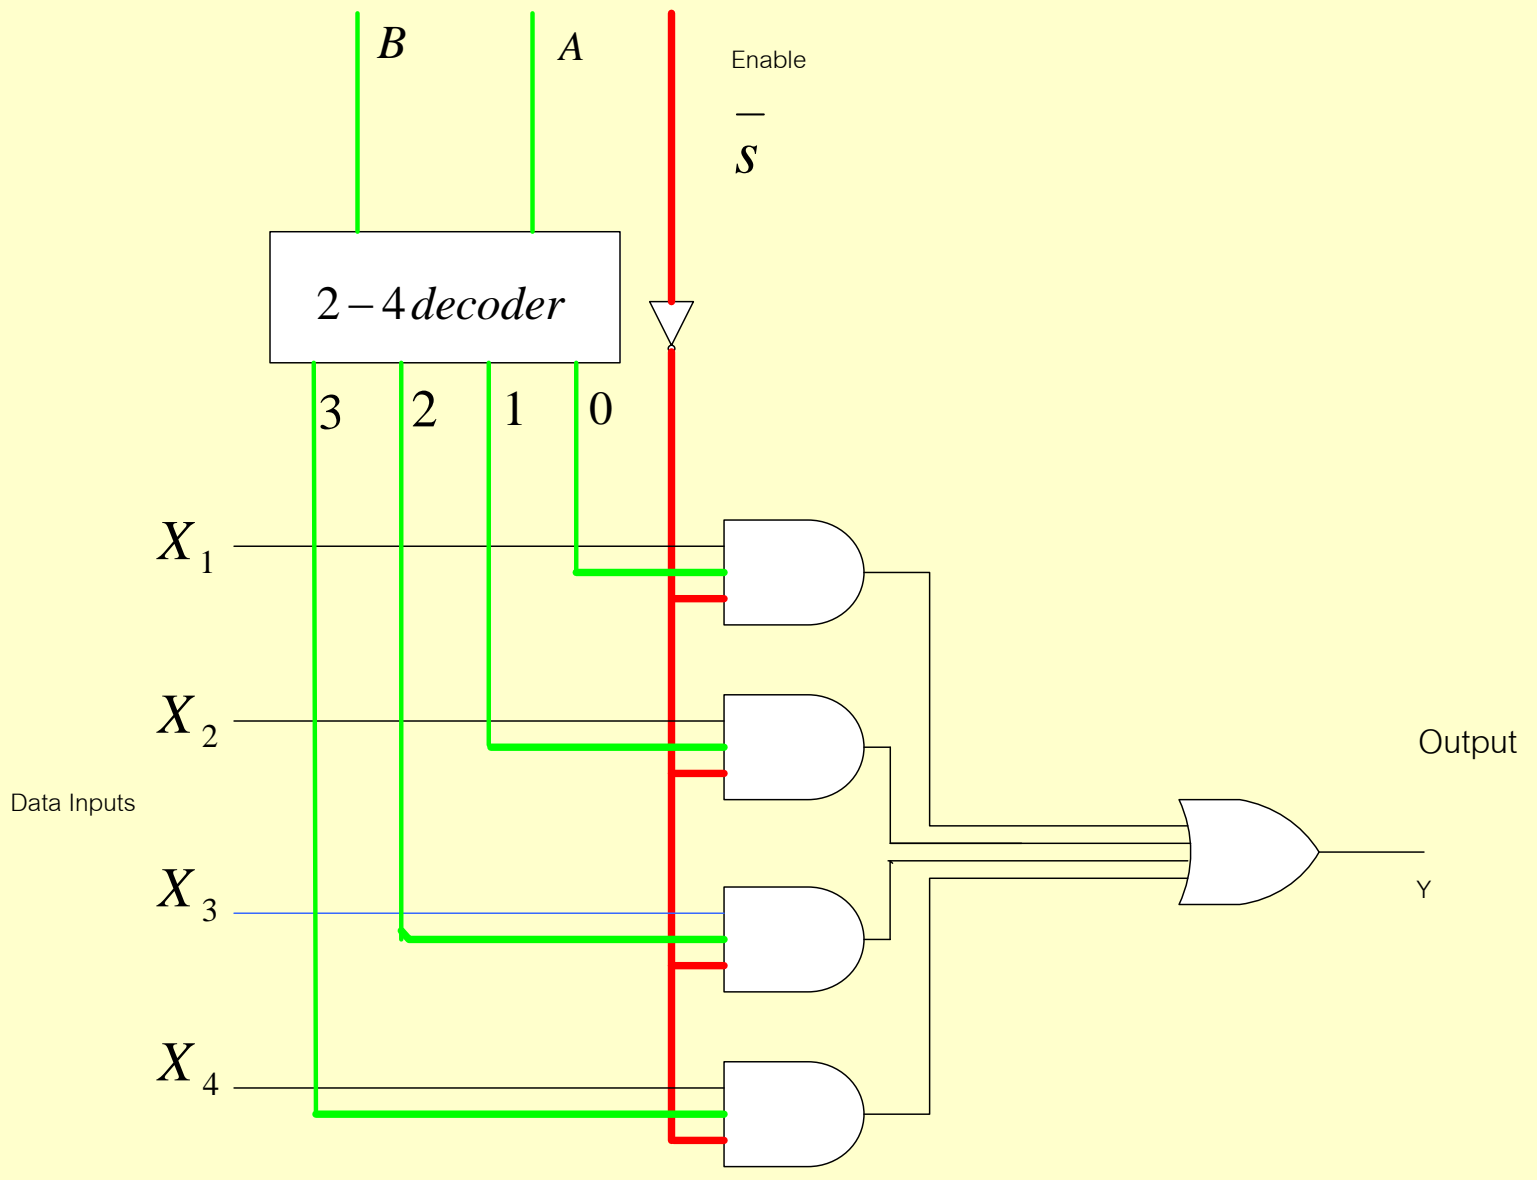 B
A
Enable
s̅
2−4decoder
3
2
1
0
X₁
X₂
Output
Data Inputs
X₃
Y
X₄